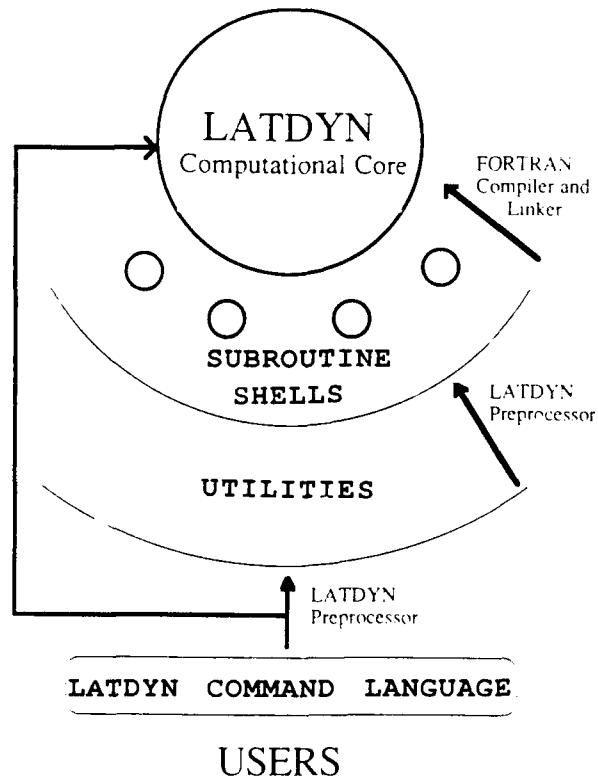 LATDYN
Computational Core
FORTRAN
Compiler and
Linker
SUBROUTINE
SHELLS
LATDYN
Preprocessor
UTILITIES
LATDYN
Preprocessor
LATDYN COMMAND LANGUAGE
USERS